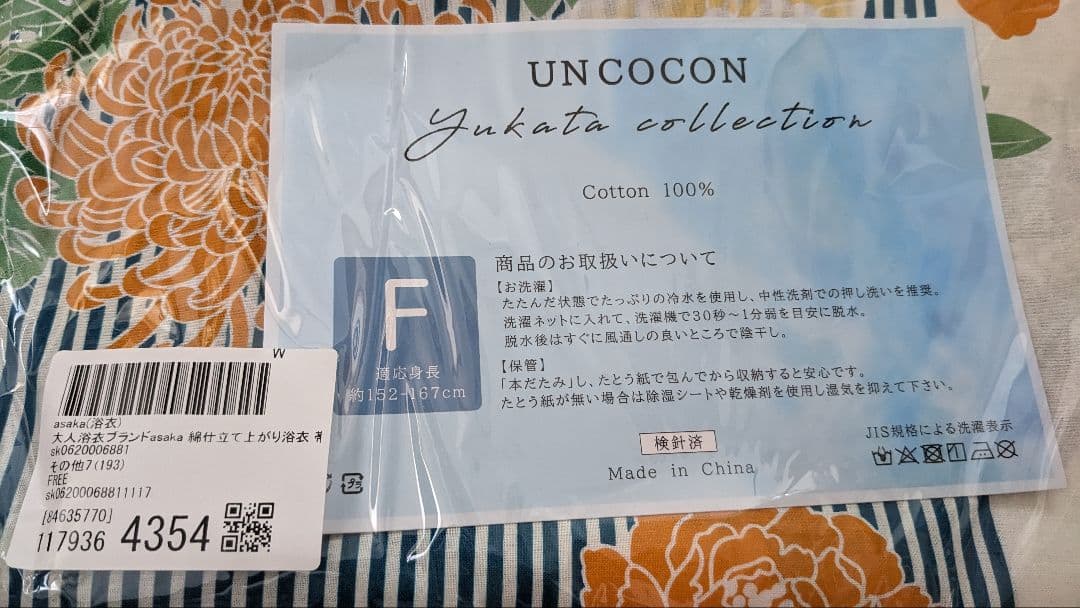 UN COCON
Yukata collection
Cotton 100%
商品のお取扱いについて
【お洗濯】
たたんだ状態でたっぷりの冷水を使用し、中性洗剤での押し洗いを推奨。
洗濯ネットに入れて、洗濯機で30秒～1分弱を目安に脱水。
脱水後はすぐに風通しの良いところで陰干し。
【保管】
「本だたみ」し、たとう紙で包んでから収納すると安心です。
たとう紙が無い場合は除湿シートや乾燥剤を使用し湿気を抑えて下さい。
F
適応身長
約152-167cm
検針済
Made in China
JIS規格による洗濯表示
プラ
W
asaka(浴衣)
大人浴衣ブランドasaka 綿仕立て上がり浴衣 帯
sk0620006881
その他7(193)
FREE
sk06200068811117
[84635770]
117936 4354